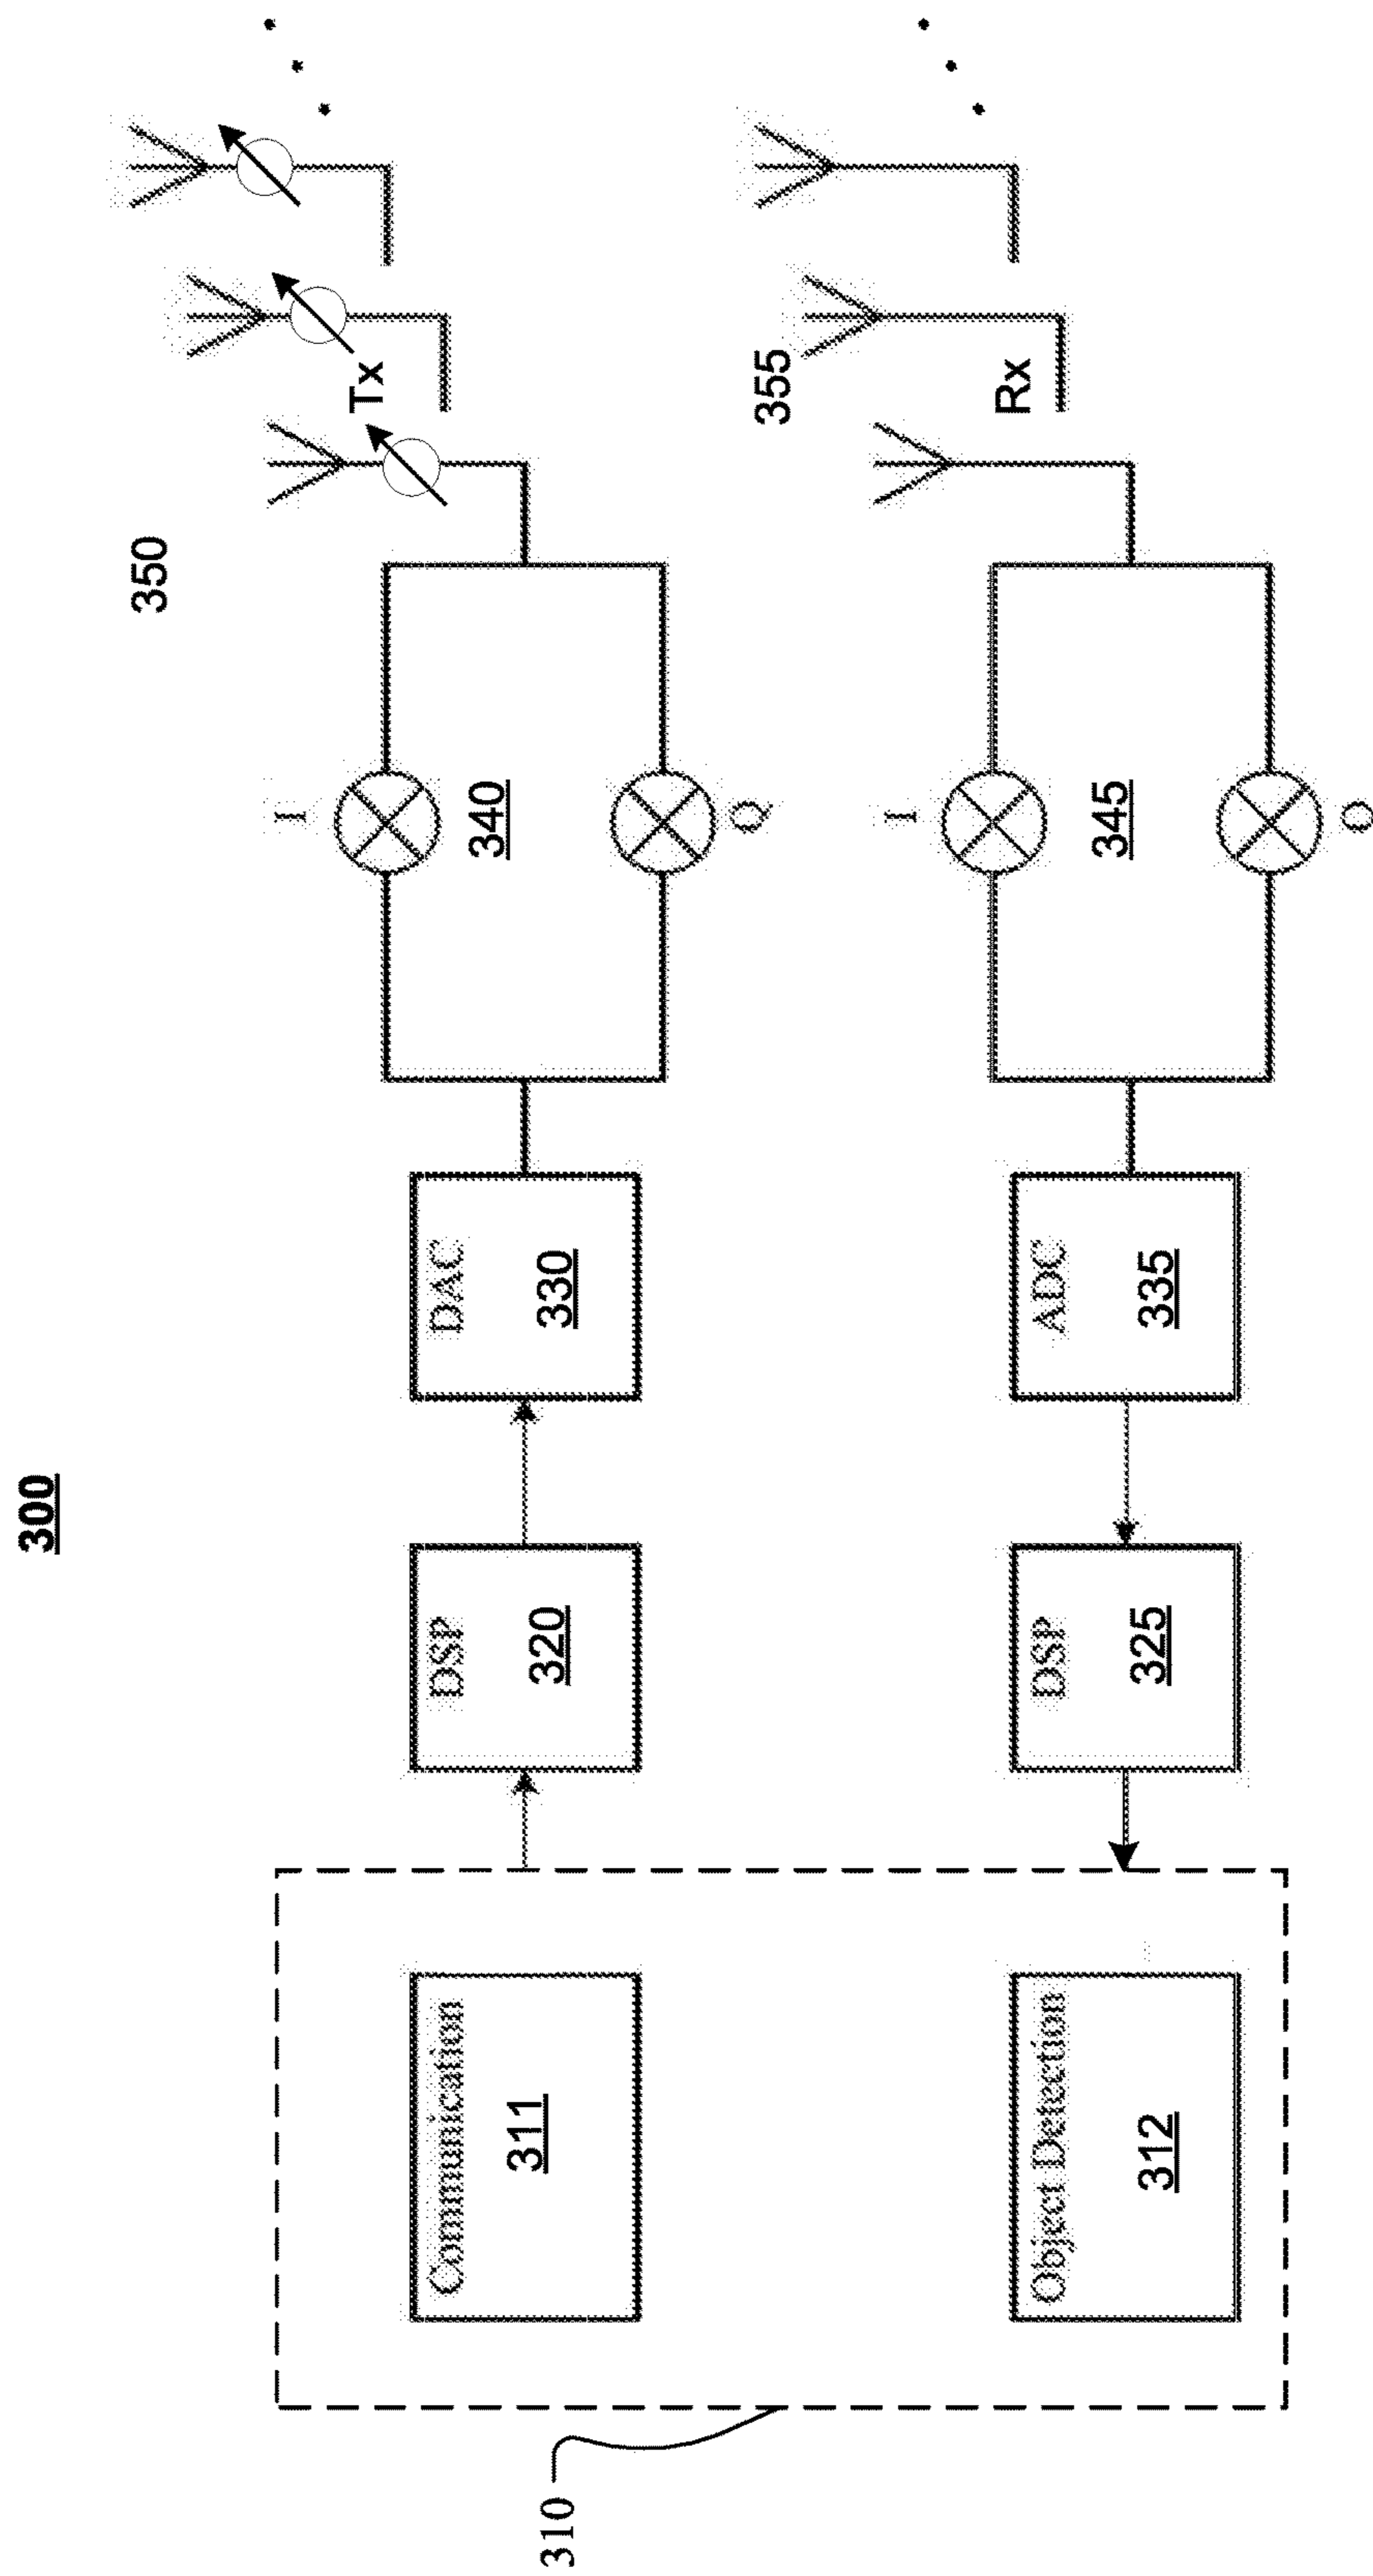 300
350
I
Tx
Communication
DSP
DAC
340
311
320
330
310
Q
355
I
Rx
Object Detection
DSP
ADC
345
312
325
335
O